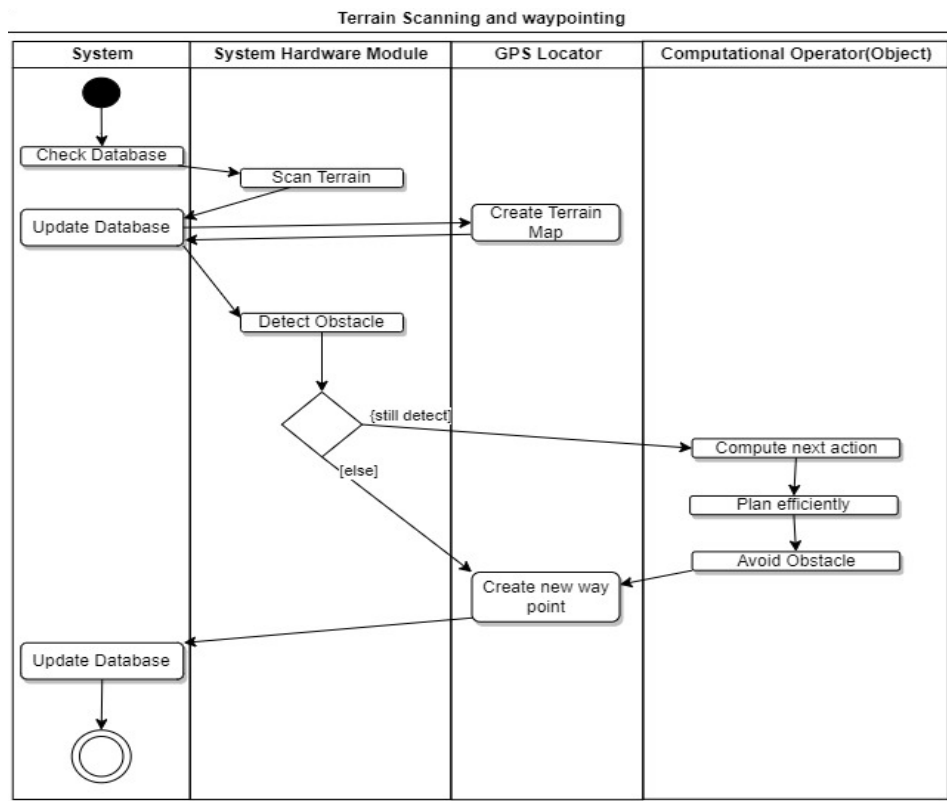 Terrain Scanning and waypointing
System
System Hardware Module
GPS Locator
Computational Operator(Object)
Check Database
Scan Terrain
Update Database
Create Terrain
Map
Detect Obstacle
{still detect]
Compute next action
[else]
Plan efficiently
Avoid Obstacle
Create new way
point
Update Database